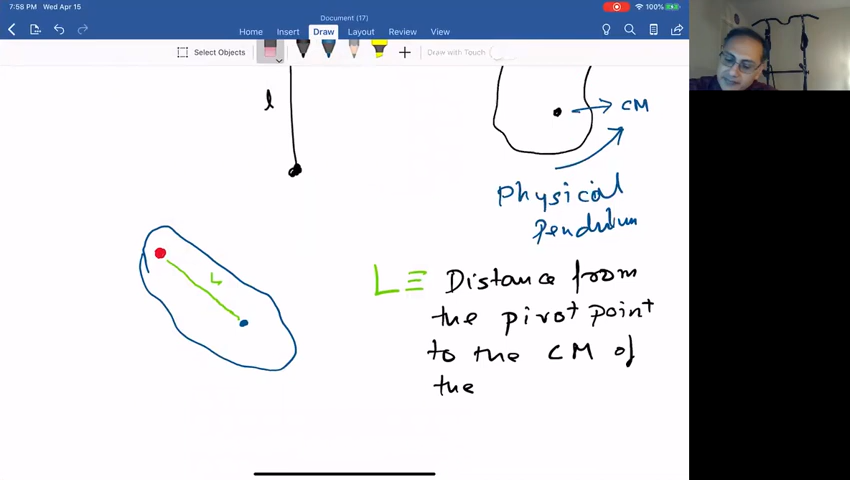 7:58 PM Wed Apr 15
100%
Document (17)
Home Insert Draw Layout Review View
Select Objects
Draw with Touch
l
CM
Physical
Pendulum
L
L ≡ Distance from
the pivot point
to the CM of
the